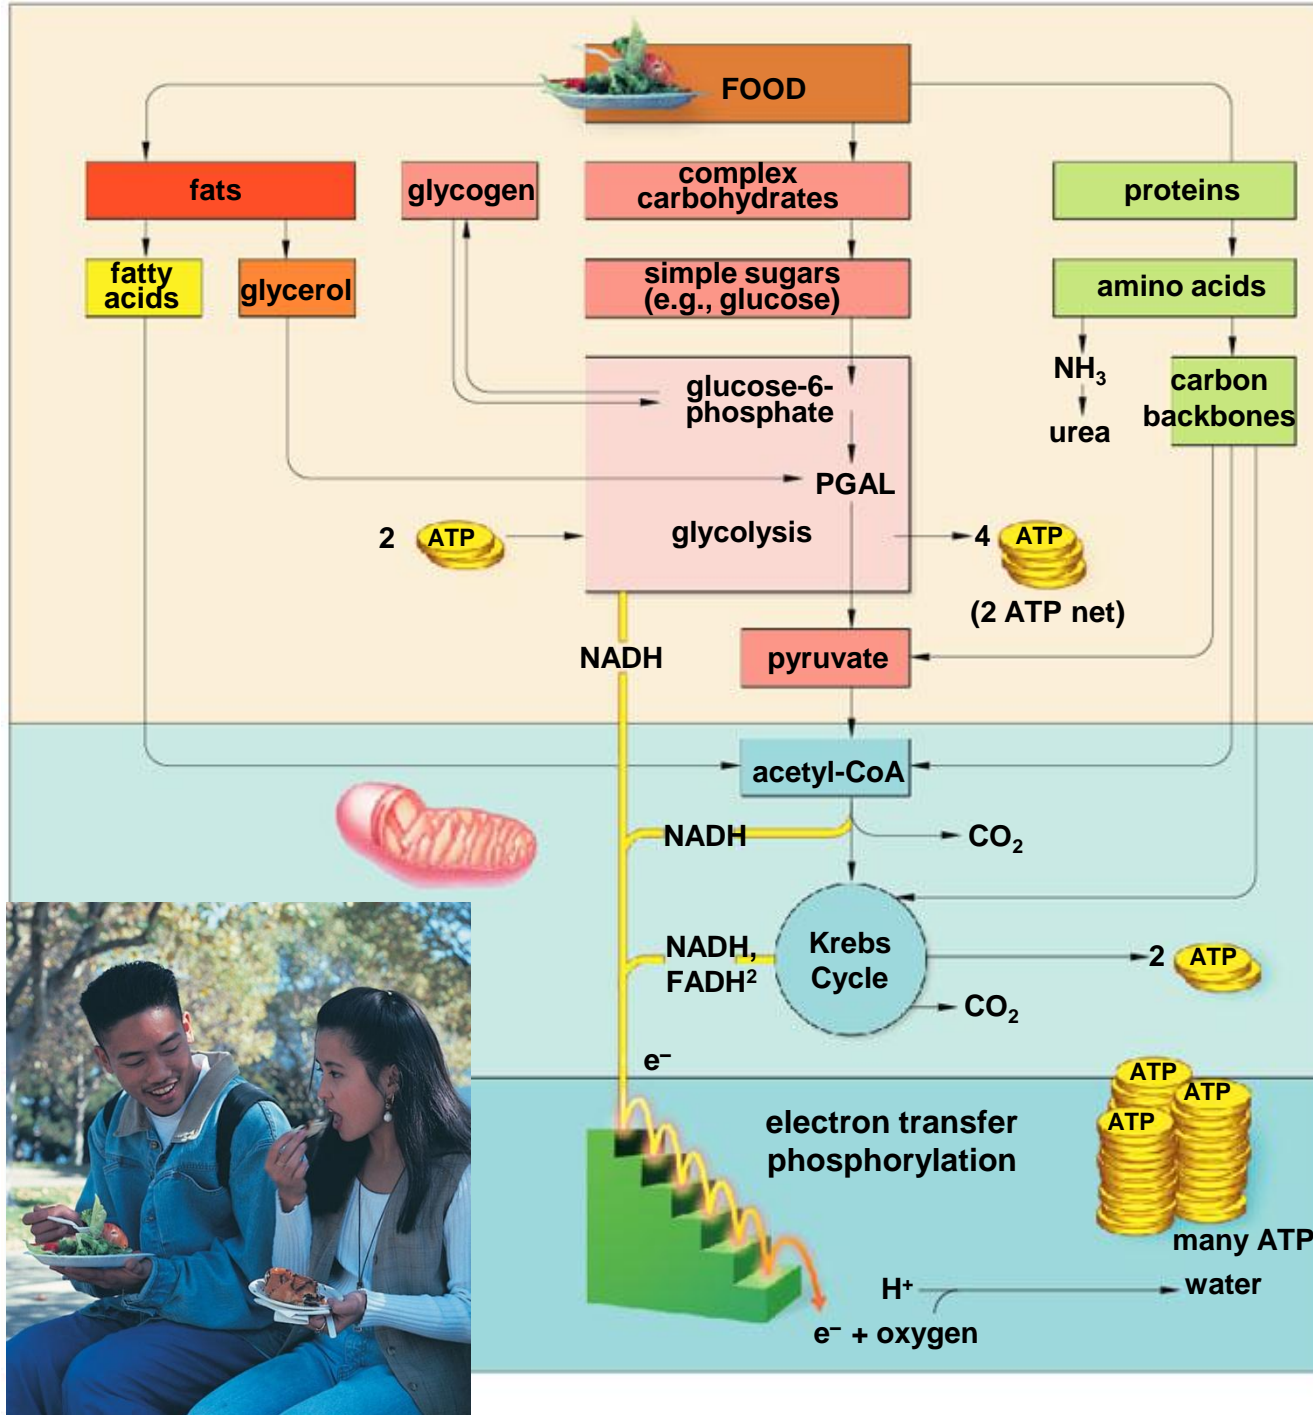 FOOD
fats
glycogen
complex
carbohydrates
proteins
fatty
acids
glycerol
simple sugars
(e.g., glucose)
amino acids
NH₃
urea
carbon
backbones
glucose-6-
phosphate
PGAL
2 ATP
glycolysis
4 ATP
(2 ATP net)
NADH
pyruvate
acetyl-CoA
NADH
CO₂
NADH,
FADH²
Krebs
Cycle
2 ATP
CO₂
e⁻
electron transfer
phosphorylation
ATP
ATP
ATP
many ATP
H⁺
water
e⁻ + oxygen